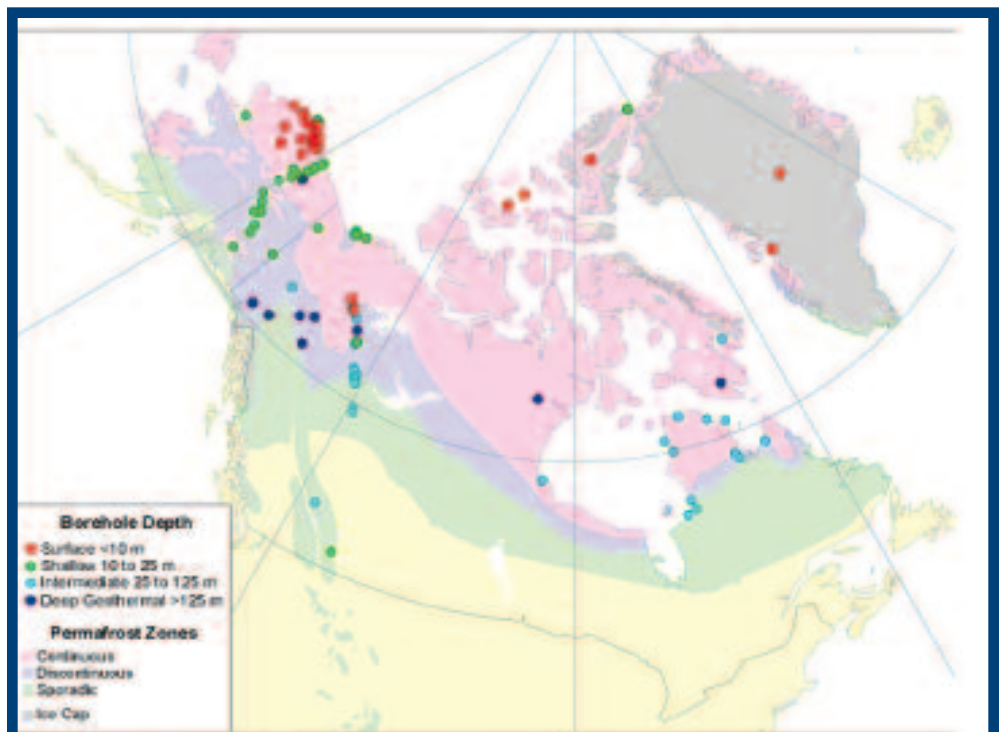 Borehole Depth
Surface <10 m
Shallow 10 to 25 m
Intermediate 25 to 125 m
Deep Geothermal >125 m
Permafrost Zones
Continuous
Discontinuous
Sporadic
Ice Cap